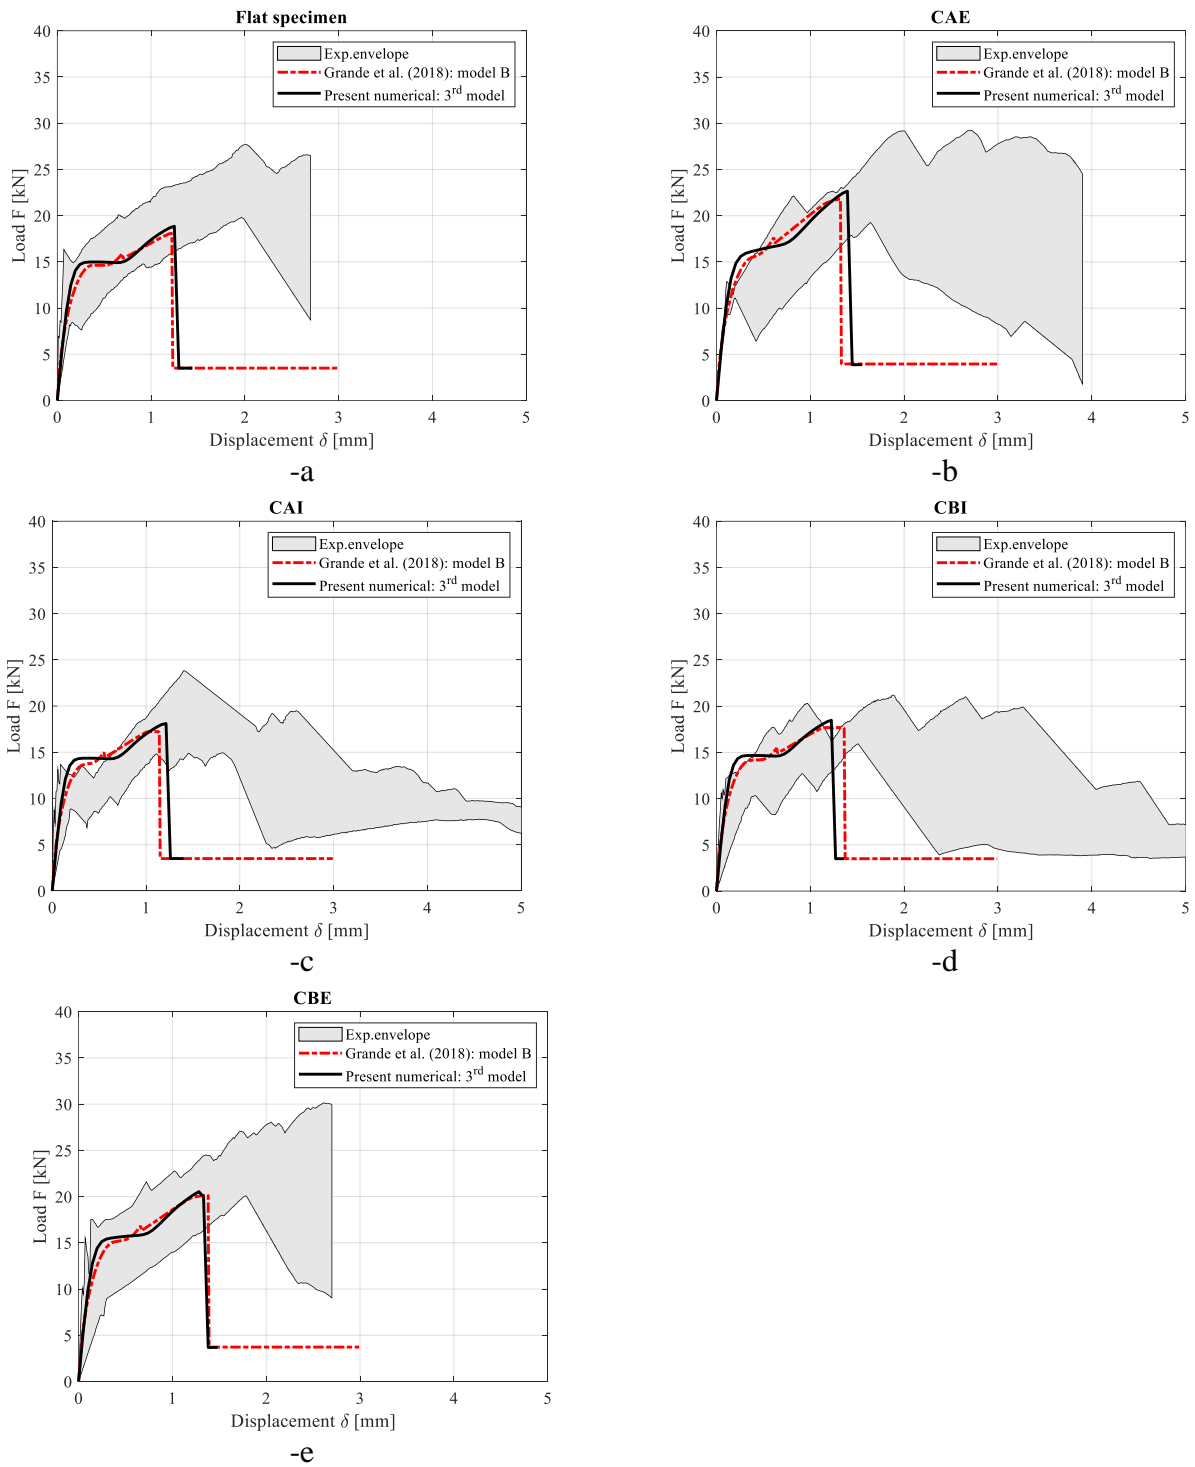 Flat specimen
40
35
30
25
20
15
10
5
0
Load F [kN]
Exp.envelope
Grande et al. (2018): model B
Present numerical: 3rd model
0 1 2 3 4 5
Displacement δ [mm]
-a
CAE
40
35
30
25
20
15
10
5
0
Load F [kN]
Exp.envelope
Grande et al. (2018): model B
Present numerical: 3rd model
0 1 2 3 4 5
Displacement δ [mm]
-b
CAI
40
35
30
25
20
15
10
5
0
Load F [kN]
Exp.envelope
Grande et al. (2018): model B
Present numerical: 3rd model
0 1 2 3 4 5
Displacement δ [mm]
-c
CBI
40
35
30
25
20
15
10
5
0
Load F [kN]
Exp.envelope
Grande et al. (2018): model B
Present numerical: 3rd model
0 1 2 3 4 5
Displacement δ [mm]
-d
CBE
40
35
30
25
20
15
10
5
0
Load F [kN]
Exp.envelope
Grande et al. (2018): model B
Present numerical: 3rd model
0 1 2 3 4 5
Displacement δ [mm]
-e